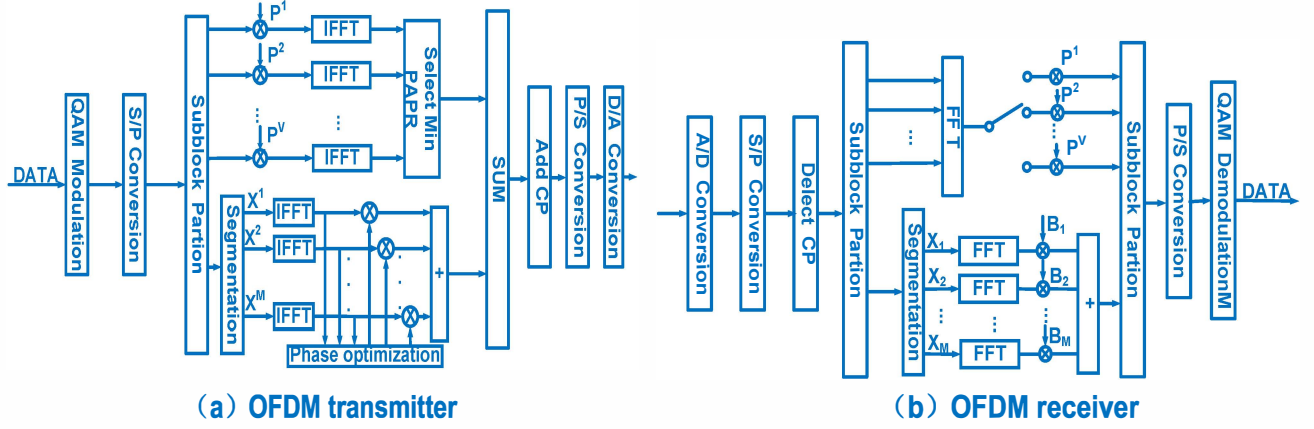 DATA
QAM Modulation
S/P Conversion
Subblock Partion
P1
IFFT
P2
IFFT
...
...
PV
IFFT
Select Min PAPR
Segmentation
X1
IFFT
X2
IFFT
XM
IFFT
Phase optimization
+
SUM
Add CP
P/S Conversion
D/A Conversion
(a) OFDM transmitter
A/D Conversion
S/P Conversion
Delect CP
Subblock Partion
...
FFT
P1
P2
...
PV
Segmentation
X1
FFT
B1
X2
FFT
B2
...
...
...
XM
FFT
BM
+
Subblock Partition
P/S Conversion
QAM DemodulationM
DATA
(b) OFDM receiver